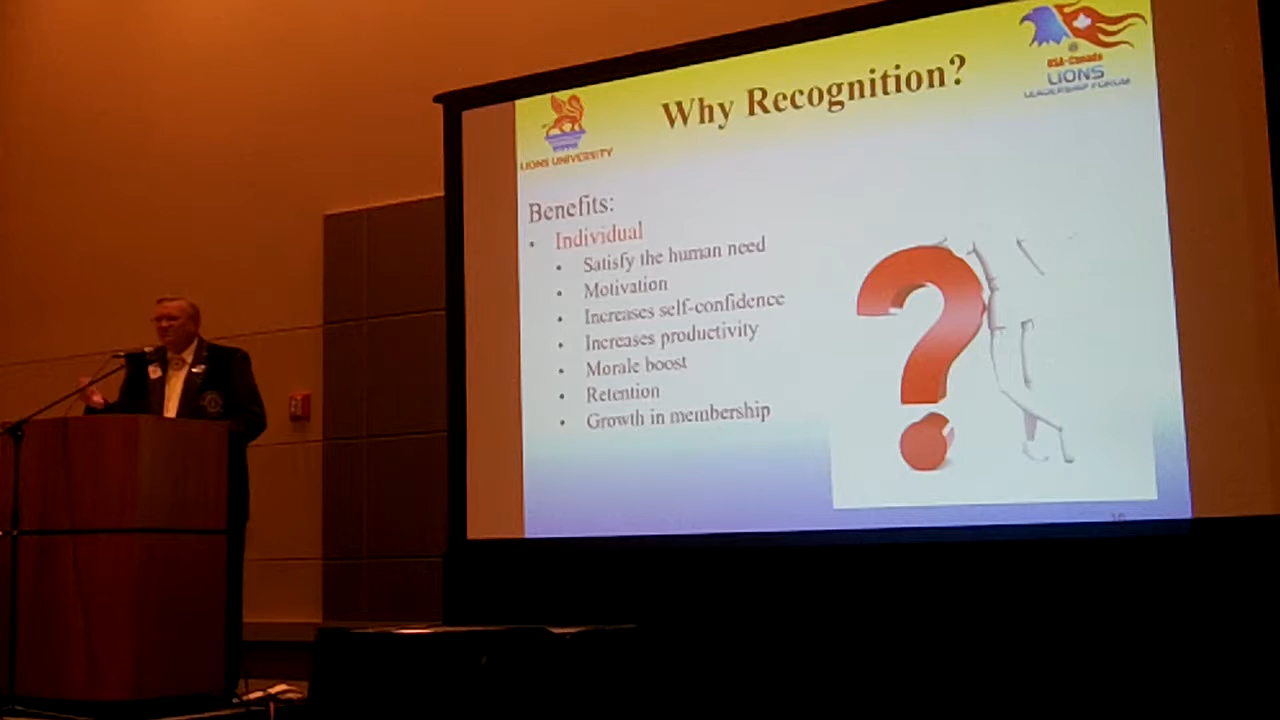 Why Recognition?
USA-Canada
LIONS
LEADERSHIP FORUM
LIONS UNIVERSITY
Benefits:
• Individual
• Satisfy the human need
• Motivation
• Increases self-confidence
• Increases productivity
• Morale boost
• Retention
• Growth in membership